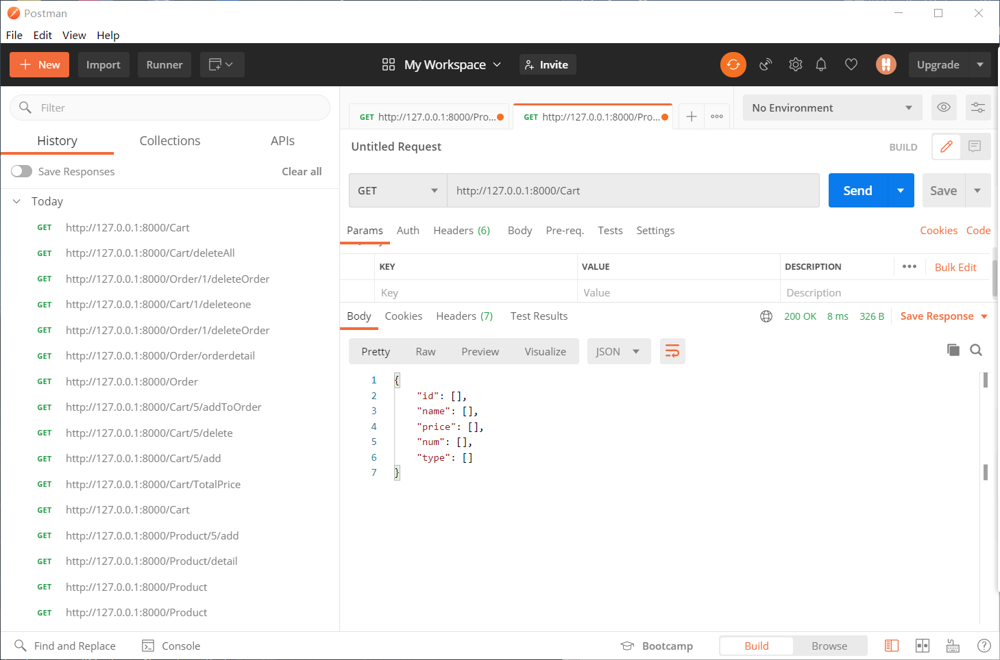 Postman
File Edit View Help
New Import Runner My Workspace Invite Upgrade
Filter
History Collections APIs
Save Responses Clear all
Today
GET http://127.0.0.1:8000/Cart
GET http://127.0.0.1:8000/Cart/deleteAll
GET http://127.0.0.1:8000/Order/1/deleteOrder
GET http://127.0.0.1:8000/Cart/1/deleteone
GET http://127.0.0.1:8000/Order/1/deleteOrder
GET http://127.0.0.1:8000/Order/orderdetail
GET http://127.0.0.1:8000/Order
GET http://127.0.0.1:8000/Cart/5/addToOrder
GET http://127.0.0.1:8000/Cart/5/delete
GET http://127.0.0.1:8000/Cart/5/add
GET http://127.0.0.1:8000/Cart/TotalPrice
GET http://127.0.0.1:8000/Cart
GET http://127.0.0.1:8000/Product/5/add
GET http://127.0.0.1:8000/Product/detail
GET http://127.0.0.1:8000/Product
GET http://127.0.0.1:8000/Product
GET http://127.0.0.1:8000/Pro... GET http://127.0.0.1:8000/Pro... No Environment
Untitled Request BUILD
GET http://127.0.0.1:8000/Cart Send Save
Params Auth Headers (6) Body Pre-req. Tests Settings Cookies Code
KEY VALUE DESCRIPTION Bulk Edit
Key Value Description
Body Cookies Headers (7) Test Results 200 OK 8 ms 326 B Save Response
Pretty Raw Preview Visualize JSON
1 {
2 "id": [],
3 "name": [],
4 "price": [],
5 "num": [],
6 "type": []
7 }
Find and Replace Console Bootcamp Build Browse